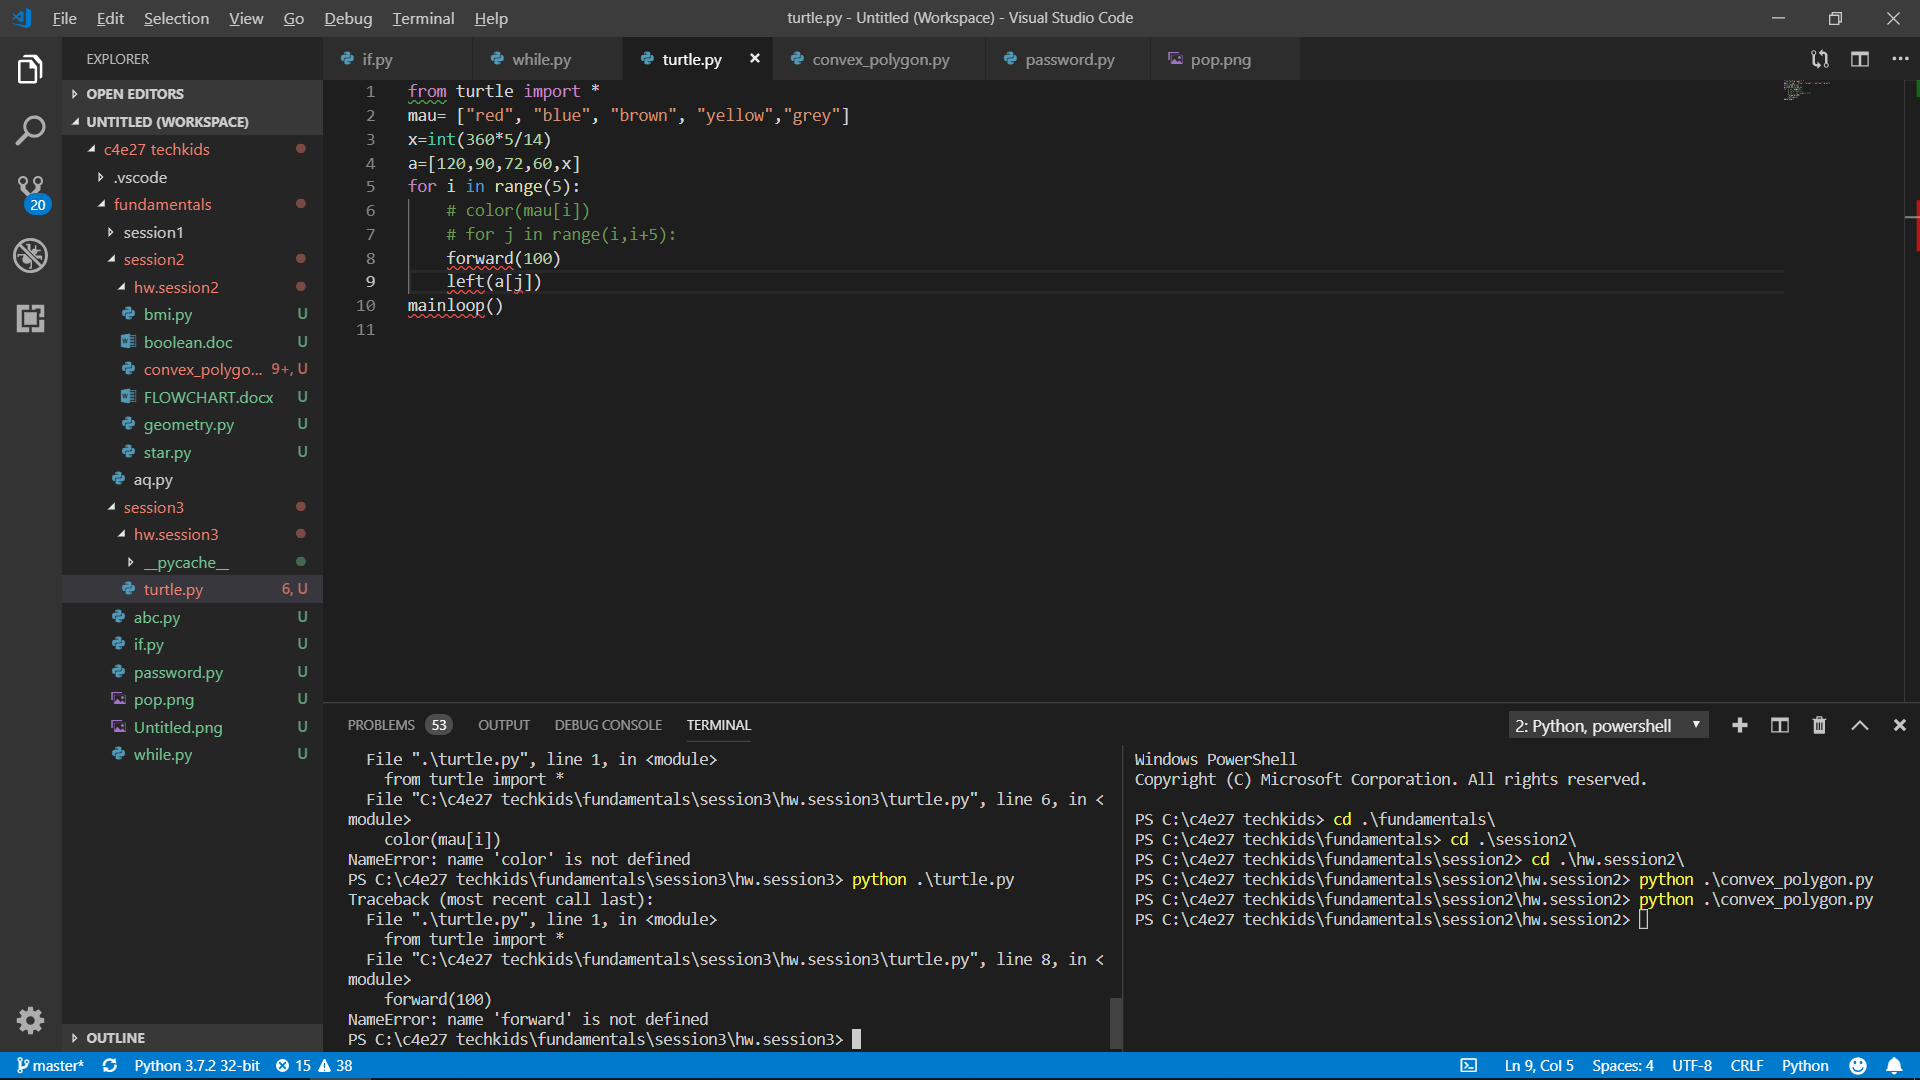 File Edit Selection View Go Debug Terminal Help
turtle.py - Untitled (Workspace) - Visual Studio Code
EXPLORER
OPEN EDITORS
UNTITLED (WORKSPACE)
c4e27 techkids
.vscode
fundamentals
session1
session2
hw.session2
bmi.py U
boolean.doc U
convex_polygo... 9+, U
FLOWCHART.docx U
geometry.py U
star.py U
aq.py
session3
hw.session3
__pycache__
turtle.py 6, U
abc.py U
if.py U
password.py U
pop.png U
Untitled.png U
while.py U
OUTLINE
20
if.py while.py turtle.py convex_polygon.py password.py pop.png
1 from turtle import *
2 mau= ["red", "blue", "brown", "yellow","grey"]
3 x=int(360*5/14)
4 a=[120,90,72,60,x]
5 for i in range(5):
6 # color(mau[i])
7 # for j in range(i,i+5):
8 forward(100)
9 left(a[j])
10 mainloop()
11
PROBLEMS 53 OUTPUT DEBUG CONSOLE TERMINAL
2: Python, powershell
File ".\turtle.py", line 1, in <module>
from turtle import *
File "C:\c4e27 techkids\fundamentals\session3\hw.session3\turtle.py", line 6, in <
module>
color(mau[i])
NameError: name 'color' is not defined
PS C:\c4e27 techkids\fundamentals\session3\hw.session3> python .\turtle.py
Traceback (most recent call last):
File ".\turtle.py", line 1, in <module>
from turtle import *
File "C:\c4e27 techkids\fundamentals\session3\hw.session3\turtle.py", line 8, in <
module>
forward(100)
NameError: name 'forward' is not defined
PS C:\c4e27 techkids\fundamentals\session3\hw.session3>
Windows PowerShell
Copyright (C) Microsoft Corporation. All rights reserved.
PS C:\c4e27 techkids> cd .\fundamentals\
PS C:\c4e27 techkids\fundamentals> cd .\session2\
PS C:\c4e27 techkids\fundamentals\session2> cd .\hw.session2\
PS C:\c4e27 techkids\fundamentals\session2\hw.session2> python .\convex_polygon.py
PS C:\c4e27 techkids\fundamentals\session2\hw.session2> python .\convex_polygon.py
PS C:\c4e27 techkids\fundamentals\session2\hw.session2>
master* Python 3.7.2 32-bit 15 38 Ln 9, Col 5 Spaces: 4 UTF-8 CRLF Python